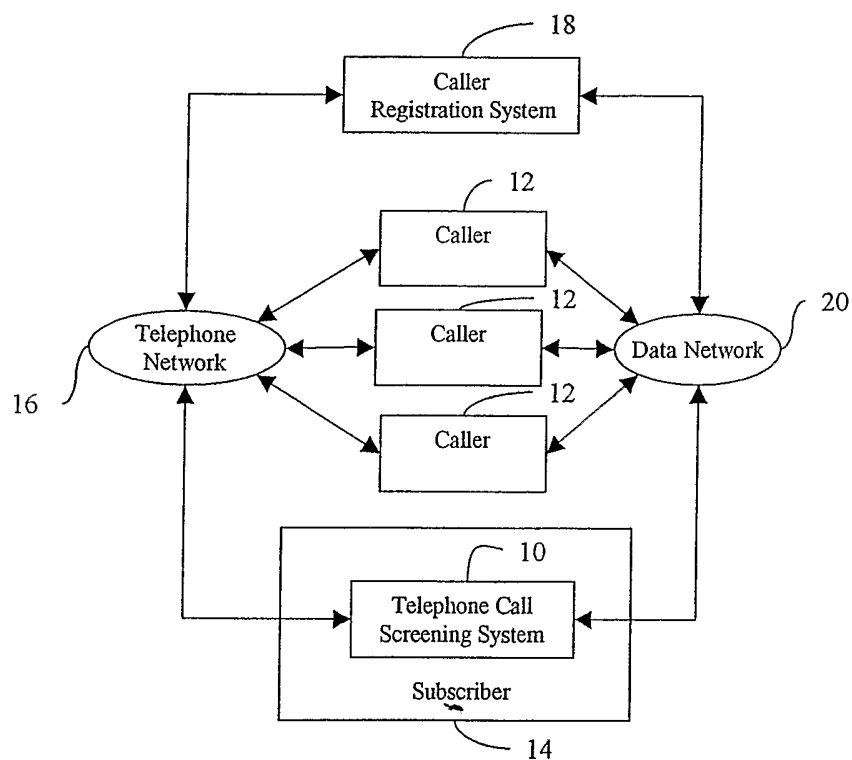 18
Caller
Registration System
12
Caller
12
Caller
20
Telephone
Network
Data Network
16
12
Caller
10
Telephone Call
Screening System
Subscriber
14